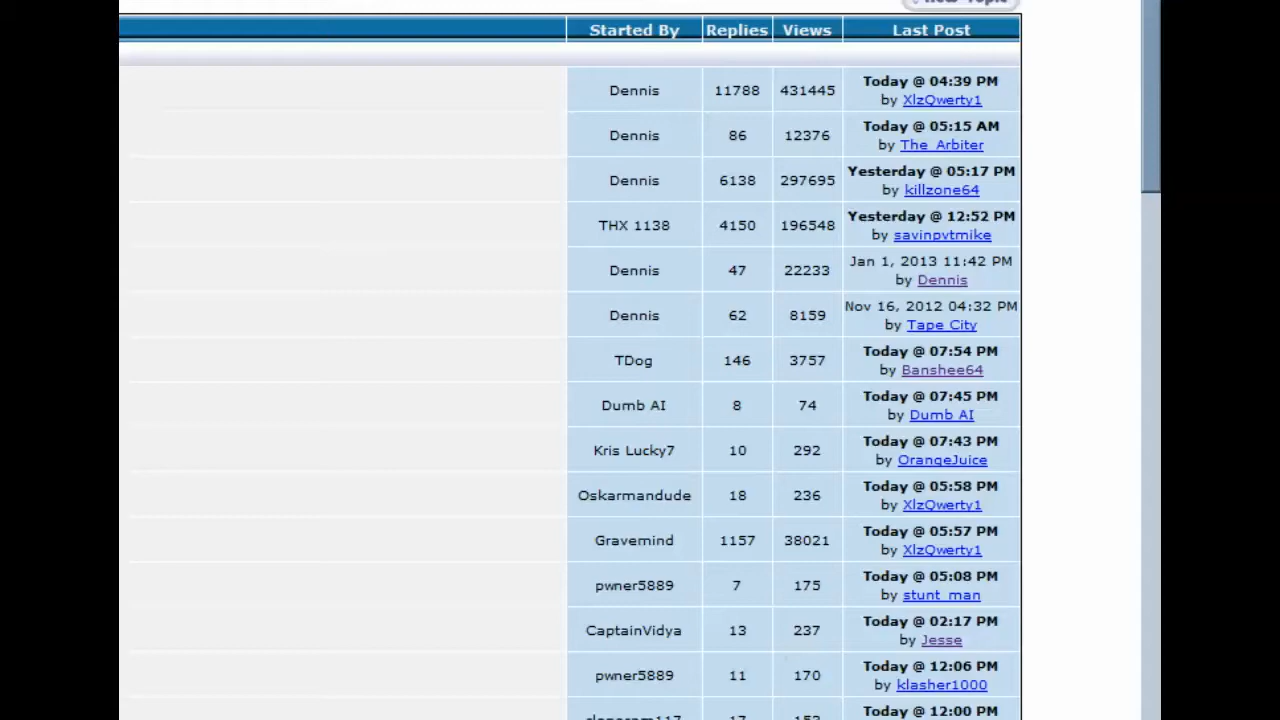 New Topic
Started By Replies Views Last Post
Dennis 11788 431445 Today @ 04:39 PM
by XlzQwerty1
Dennis 86 12376 Today @ 05:15 AM
by The_Arbiter
Dennis 6138 297695 Yesterday @ 05:17 PM
by killzone64
THX 1138 4150 196548 Yesterday @ 12:52 PM
by savinpvtmike
Dennis 47 22233 Jan 1, 2013 11:42 PM
by Dennis
Dennis 62 8159 Nov 16, 2012 04:32 PM
by Tape City
TDog 146 3757 Today @ 07:54 PM
by Banshee64
Dumb AI 8 74 Today @ 07:45 PM
by Dumb AI
Kris Lucky7 10 292 Today @ 07:43 PM
by OrangeJuice
Oskarmandude 18 236 Today @ 05:58 PM
by XlzQwerty1
Gravemind 1157 38021 Today @ 05:57 PM
by XlzQwerty1
pwner5889 7 175 Today @ 05:08 PM
by stunt_man
CaptainVidya 13 237 Today @ 02:17 PM
by Jesse
pwner5889 11 170 Today @ 12:06 PM
by klasher1000
Today @ 12:00 PM